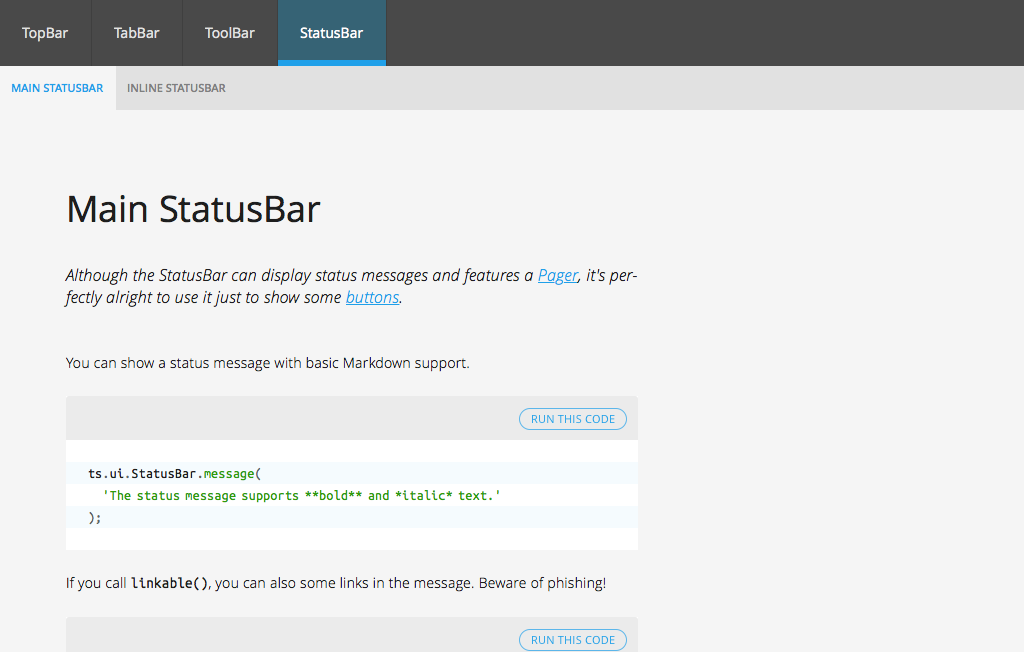 TopBar TabBar ToolBar StatusBar
MAIN STATUSBAR INLINE STATUSBAR
Main StatusBar
Although the StatusBar can display status messages and features a Pager, it's per-
fectly alright to use it just to show some buttons.
You can show a status message with basic Markdown support.
RUN THIS CODE
ts.ui.StatusBar.message(
'The status message supports **bold** and *italic* text.'
);
If you call linkable(), you can also some links in the message. Beware of phishing!
RUN THIS CODE